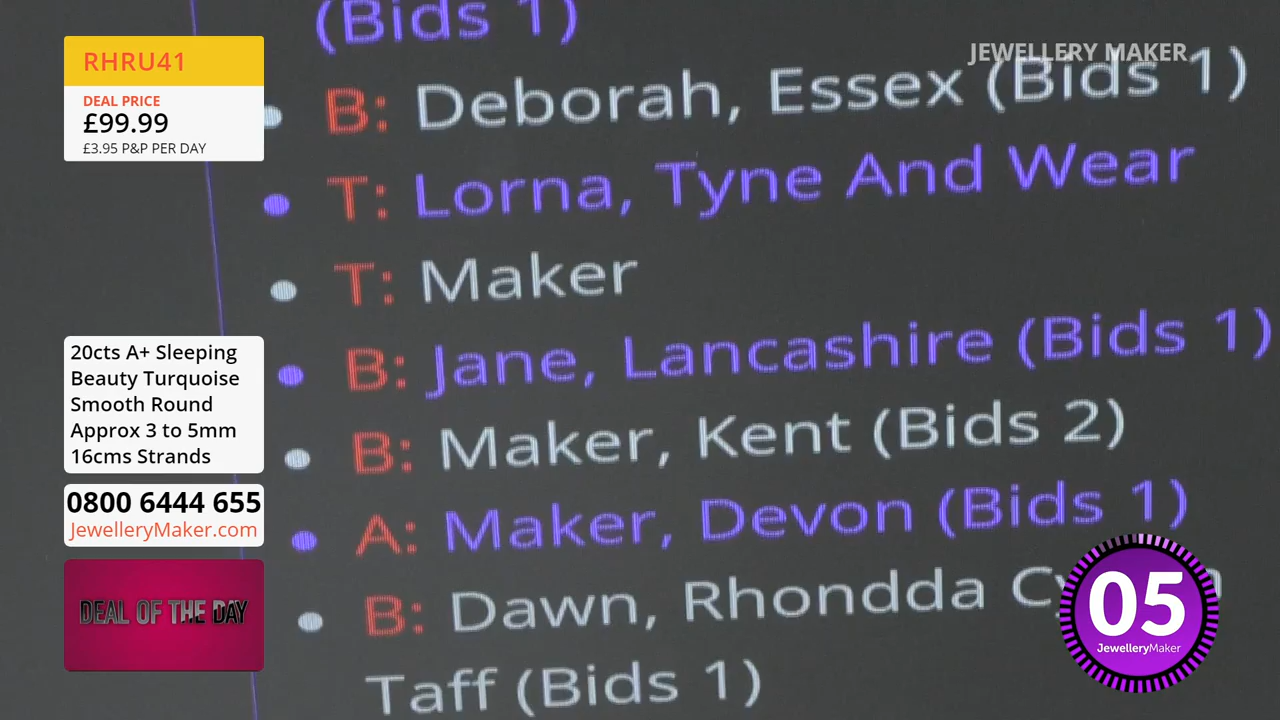 (Bids 1)
B: Deborah, Essex (Bids 1)
T: Lorna, Tyne And Wear
T: Maker
B: Jane, Lancashire (Bids 1)
B: Maker, Kent (Bids 2)
A: Maker, Devon (Bids 1)
B: Dawn, Rhondda
Taff (Bids 1)
JEWELLERY MAKER
RHRU41
DEAL PRICE
£99.99
£3.95 P&P PER DAY
20cts A+ Sleeping
Beauty Turquoise
Smooth Round
Approx 3 to 5mm
16cms Strands
0800 6444 655
JewelleryMaker.com
DEAL OF THE DAY
05
JewelleryMaker